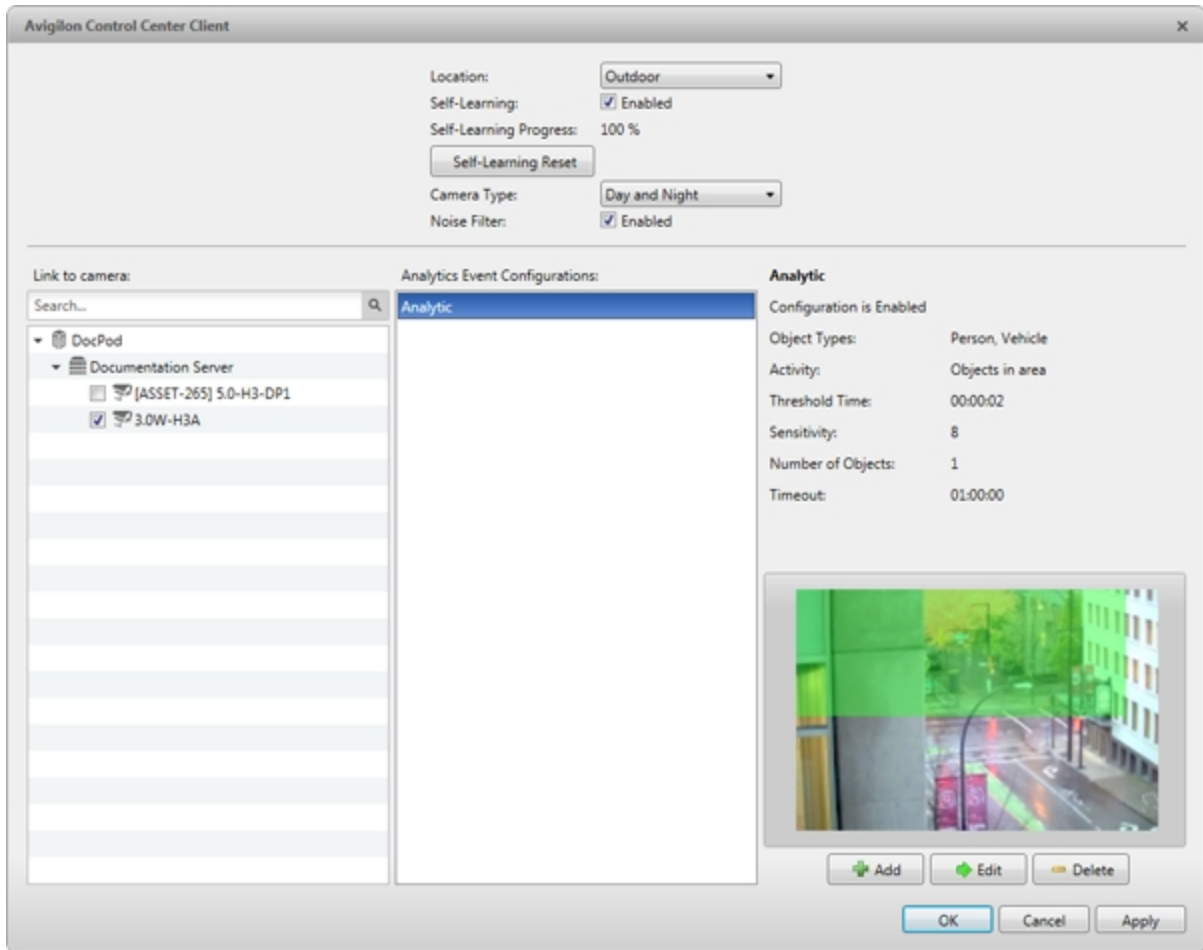 Avigilon Control Center Client
Location: Outdoor
Self-Learning: Enabled
Self-Learning Progress: 100 %
Self-Learning Reset
Camera Type: Day and Night
Noise Filter: Enabled
Link to camera:
Search...
DocPod
Documentation Server
[ASSET-265] 5.0-H3-DP1
3.0W-H3A
Analytics Event Configurations:
Analytic
Analytic
Configuration is Enabled
Object Types: Person, Vehicle
Activity: Objects in area
Threshold Time: 00:00:02
Sensitivity: 8
Number of Objects: 1
Timeout: 01:00:00
Add Edit Delete
OK Cancel Apply